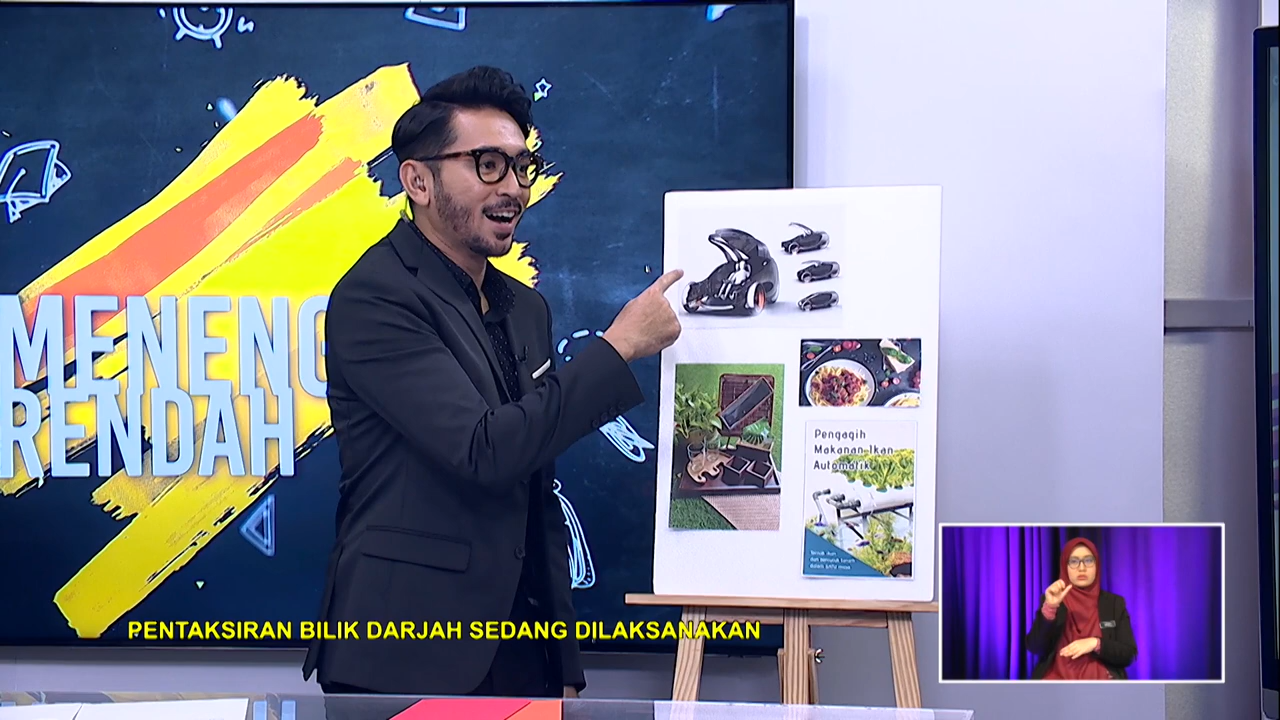 MENENG
RENDAH
Pengagih
Makanan Ikan
Automatik
PENTAKSIRAN BILIK DARJAH SEDANG DILAKSANAKAN